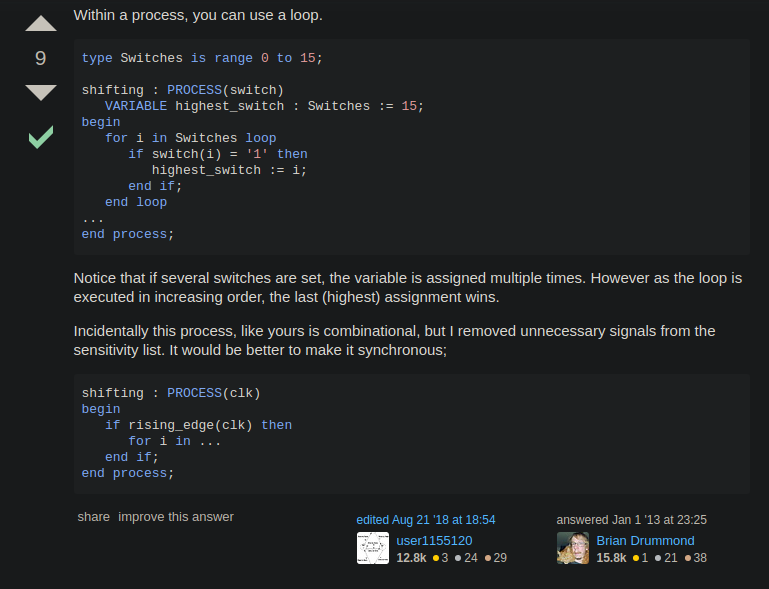 Within a process, you can use a loop.
9
type Switches is range 0 to 15;
shifting : PROCESS(switch)
   VARIABLE highest_switch : Switches := 15;
begin
   for i in Switches loop
      if switch(i) = '1' then
         highest_switch := i;
      end if;
   end loop
...
end process;
Notice that if several switches are set, the variable is assigned multiple times. However as the loop is
executed in increasing order, the last (highest) assignment wins.
Incidentally this process, like yours is combinational, but I removed unnecessary signals from the
sensitivity list. It would be better to make it synchronous;
shifting : PROCESS(clk)
begin
   if rising_edge(clk) then
      for i in ...
   end if;
end process;
share improve this answer
edited Aug 21 '18 at 18:54
user1155120
12.8k ●3 ●24 ●29
answered Jan 1 '13 at 23:25
Brian Drummond
15.8k ●1 ●21 ●38